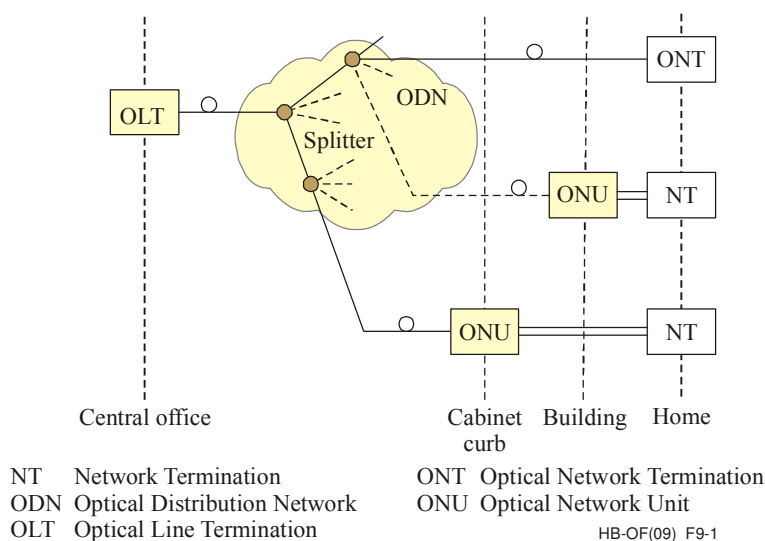 ONT
ODN
OLT
Splitter
ONU
NT
ONU
NT
Central office
Cabinet
curb
Building
Home
NT Network Termination
ODN Optical Distribution Network
OLT Optical Line Termination
ONT Optical Network Termination
ONU Optical Network Unit
HB-OF(09)_F9-1